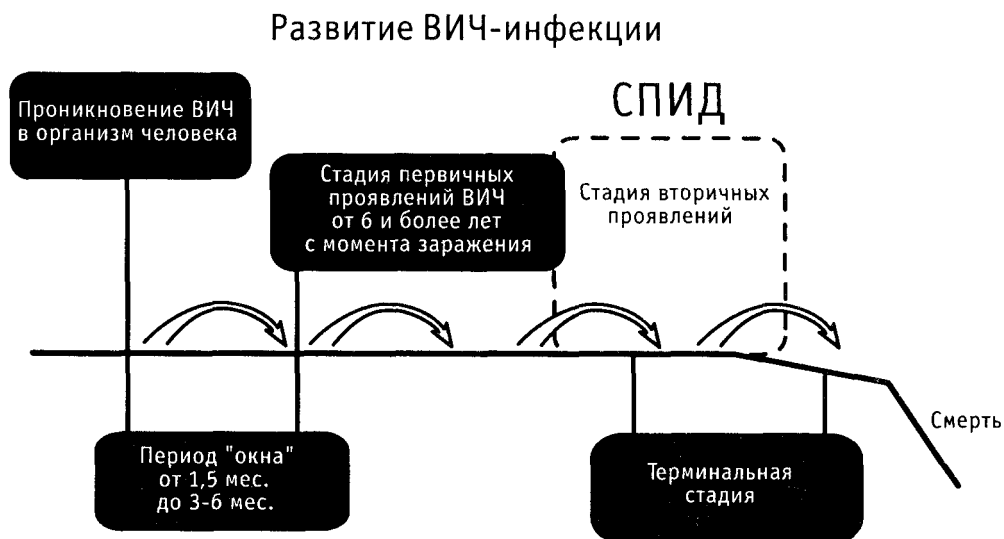 Развитие ВИЧ-инфекции
Проникновение ВИЧ
в организм человека
СПИД
Стадия первичных
проявлений ВИЧ
от 6 и более лет
с момента заражения
Стадия вторичных
проявлений
Период "окна"
от 1,5 мес.
до 3-6 мес.
Терминальная
стадия
Смерть